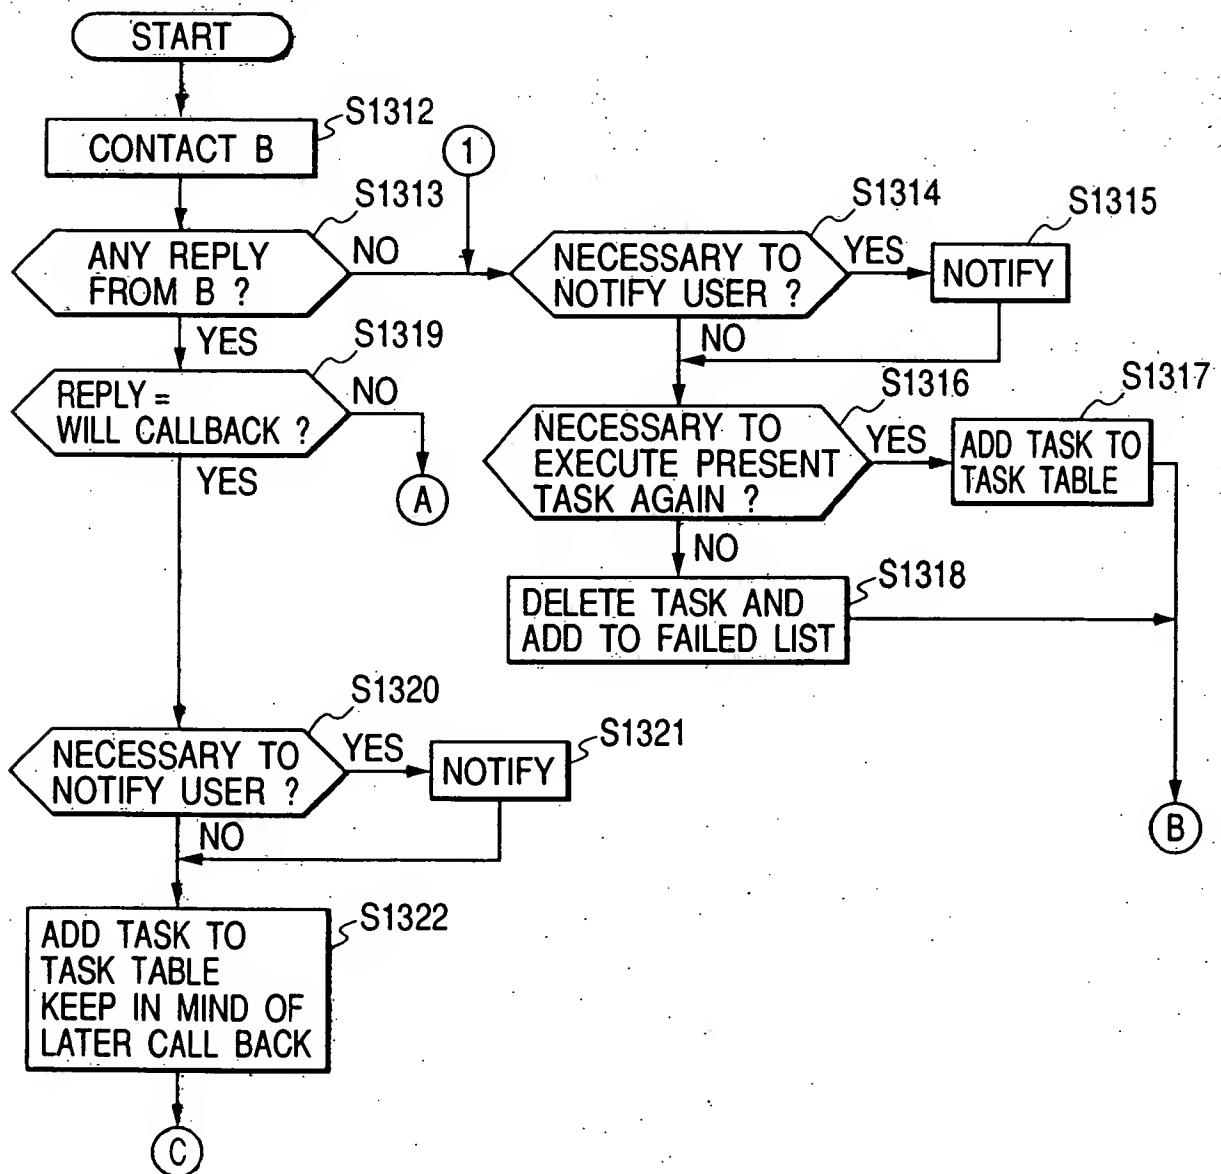 START
S1312
CONTACT B
1
S1313
ANY REPLY
FROM B ?
NO
YES
S1314
NECESSARY TO
NOTIFY USER ?
YES
NO
S1315
NOTIFY
S1319
REPLY =
WILL CALLBACK ?
NO
YES
A
S1316
NECESSARY TO
EXECUTE PRESENT
TASK AGAIN ?
YES
NO
S1317
ADD TASK TO
TASK TABLE
S1318
DELETE TASK AND
ADD TO FAILED LIST
S1320
NECESSARY TO
NOTIFY USER ?
YES
NO
S1321
NOTIFY
B
S1322
ADD TASK TO
TASK TABLE
KEEP IN MIND OF
LATER CALL BACK
C